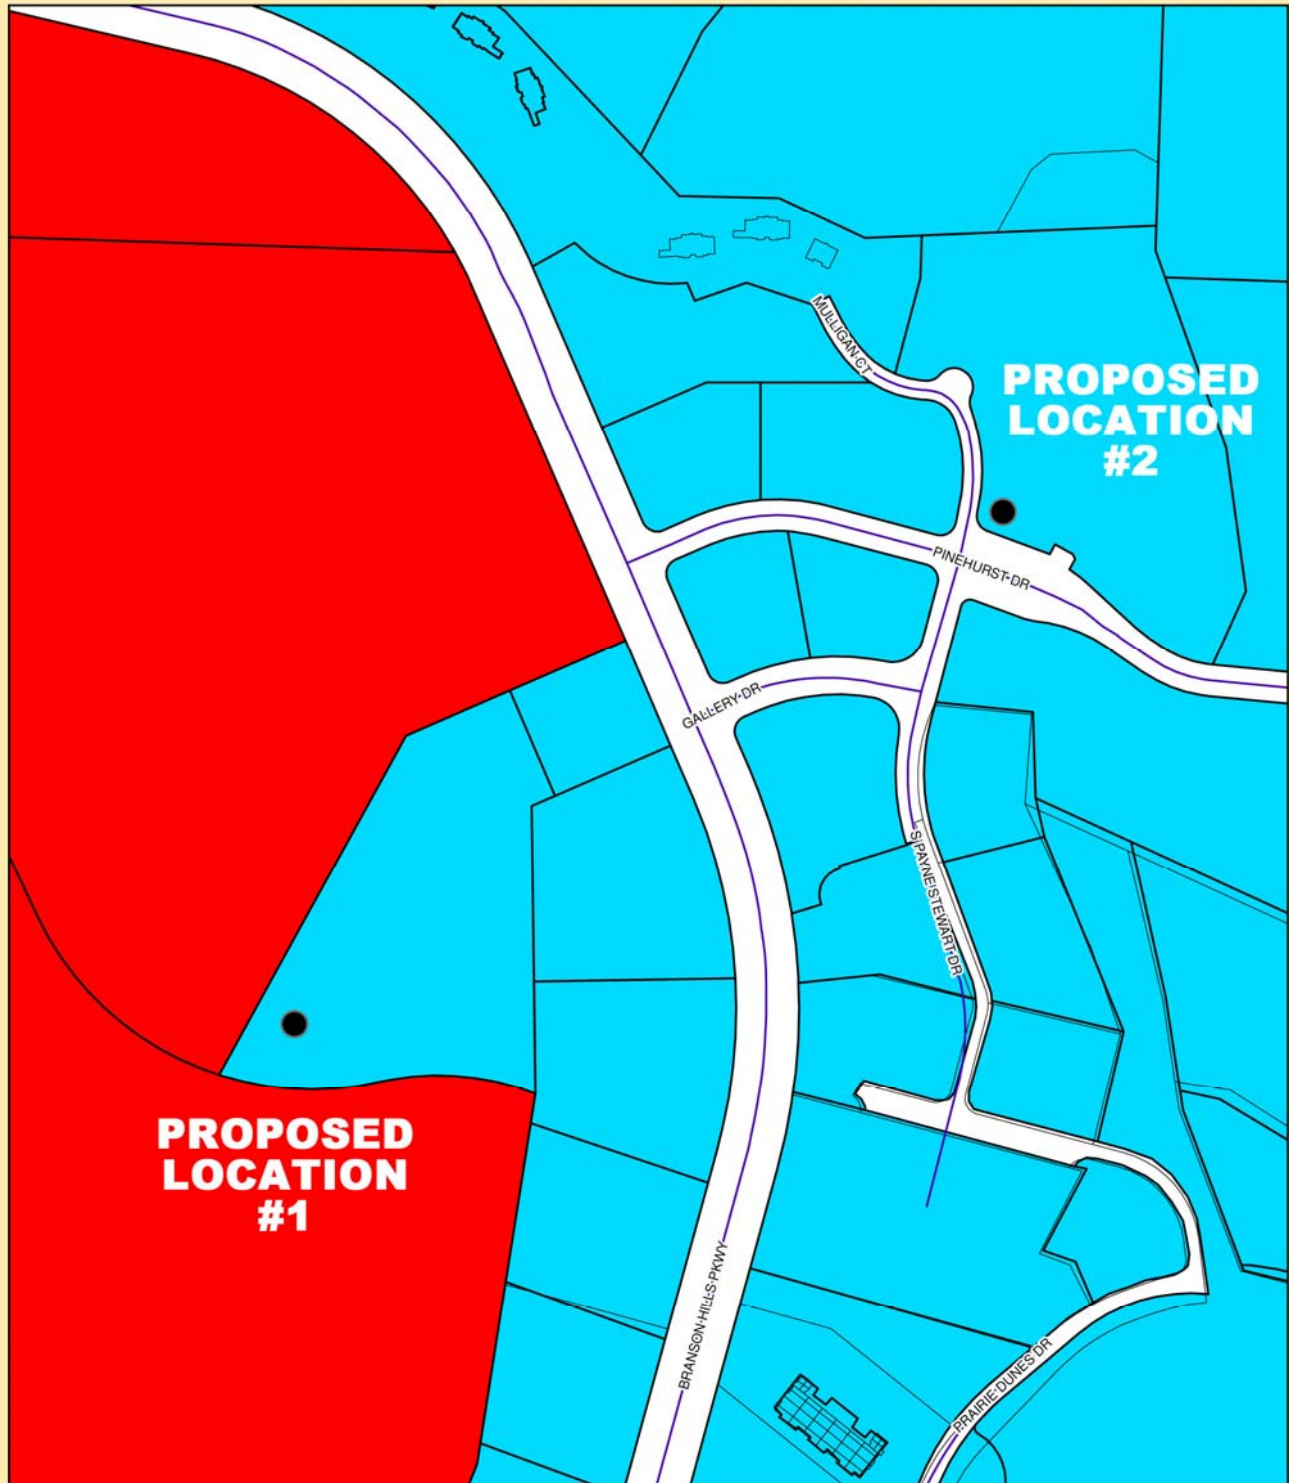 MULLIGAN CT
PROPOSED
LOCATION
#2
PINEHURST DR
GALLERY DR
S PAYNE STEWART DR
PROPOSED
LOCATION
#1
BRANSON HILLS PKWY
PRAIRIE DUNES DR